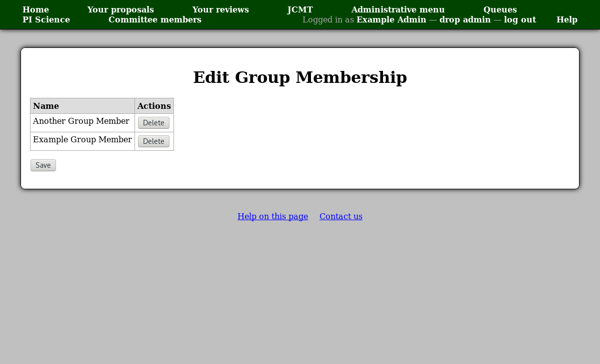 Home Your proposals Your reviews JCMT Administrative menu Queues
PI Science Committee members Logged in as Example Admin — drop admin — log out Help
Edit Group Membership
Name Actions
Another Group Member Delete
Example Group Member Delete
Save
Help on this page Contact us